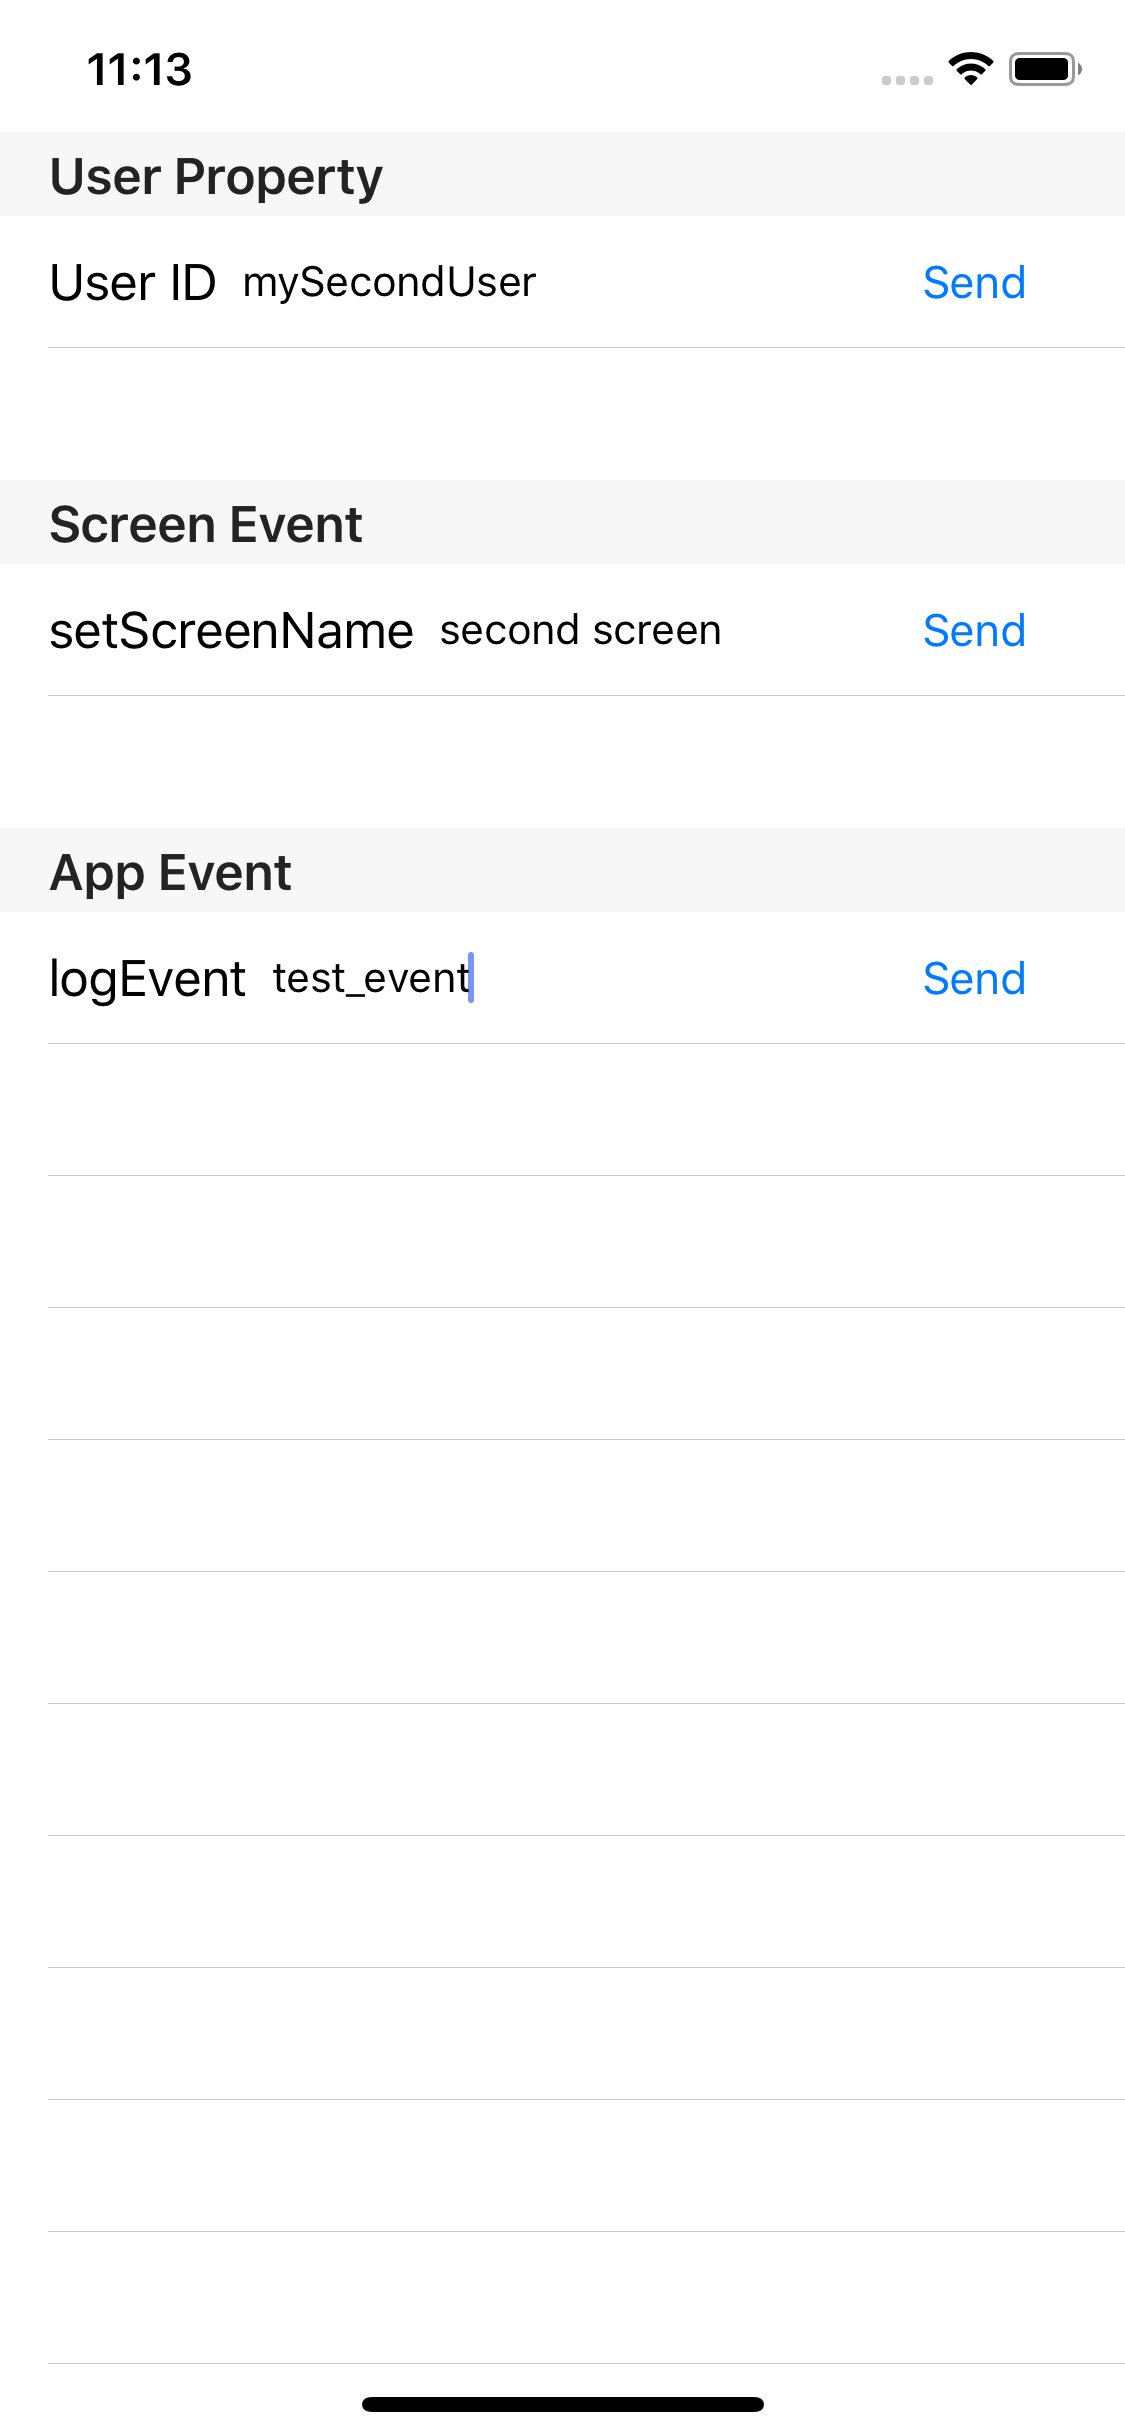 11:13
User Property
User ID mySecondUser Send
Screen Event
setScreenName second screen Send
App Event
logEvent test_event Send